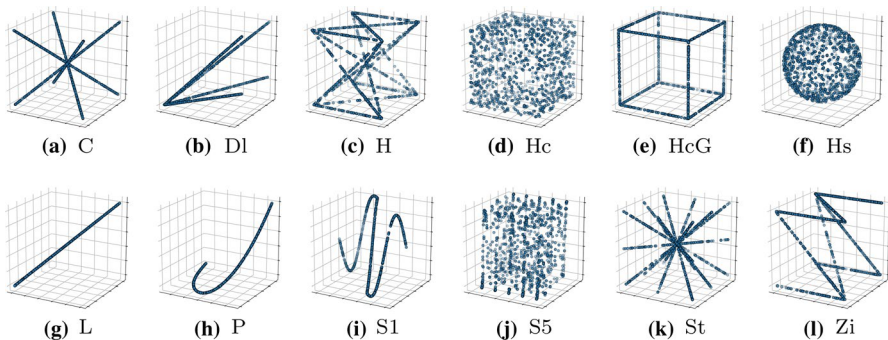 (a) C (b) Dl (c) H (d) Hc (e) HcG (f) Hs
(g) L (h) P (i) S1 (j) S5 (k) St (l) Zi